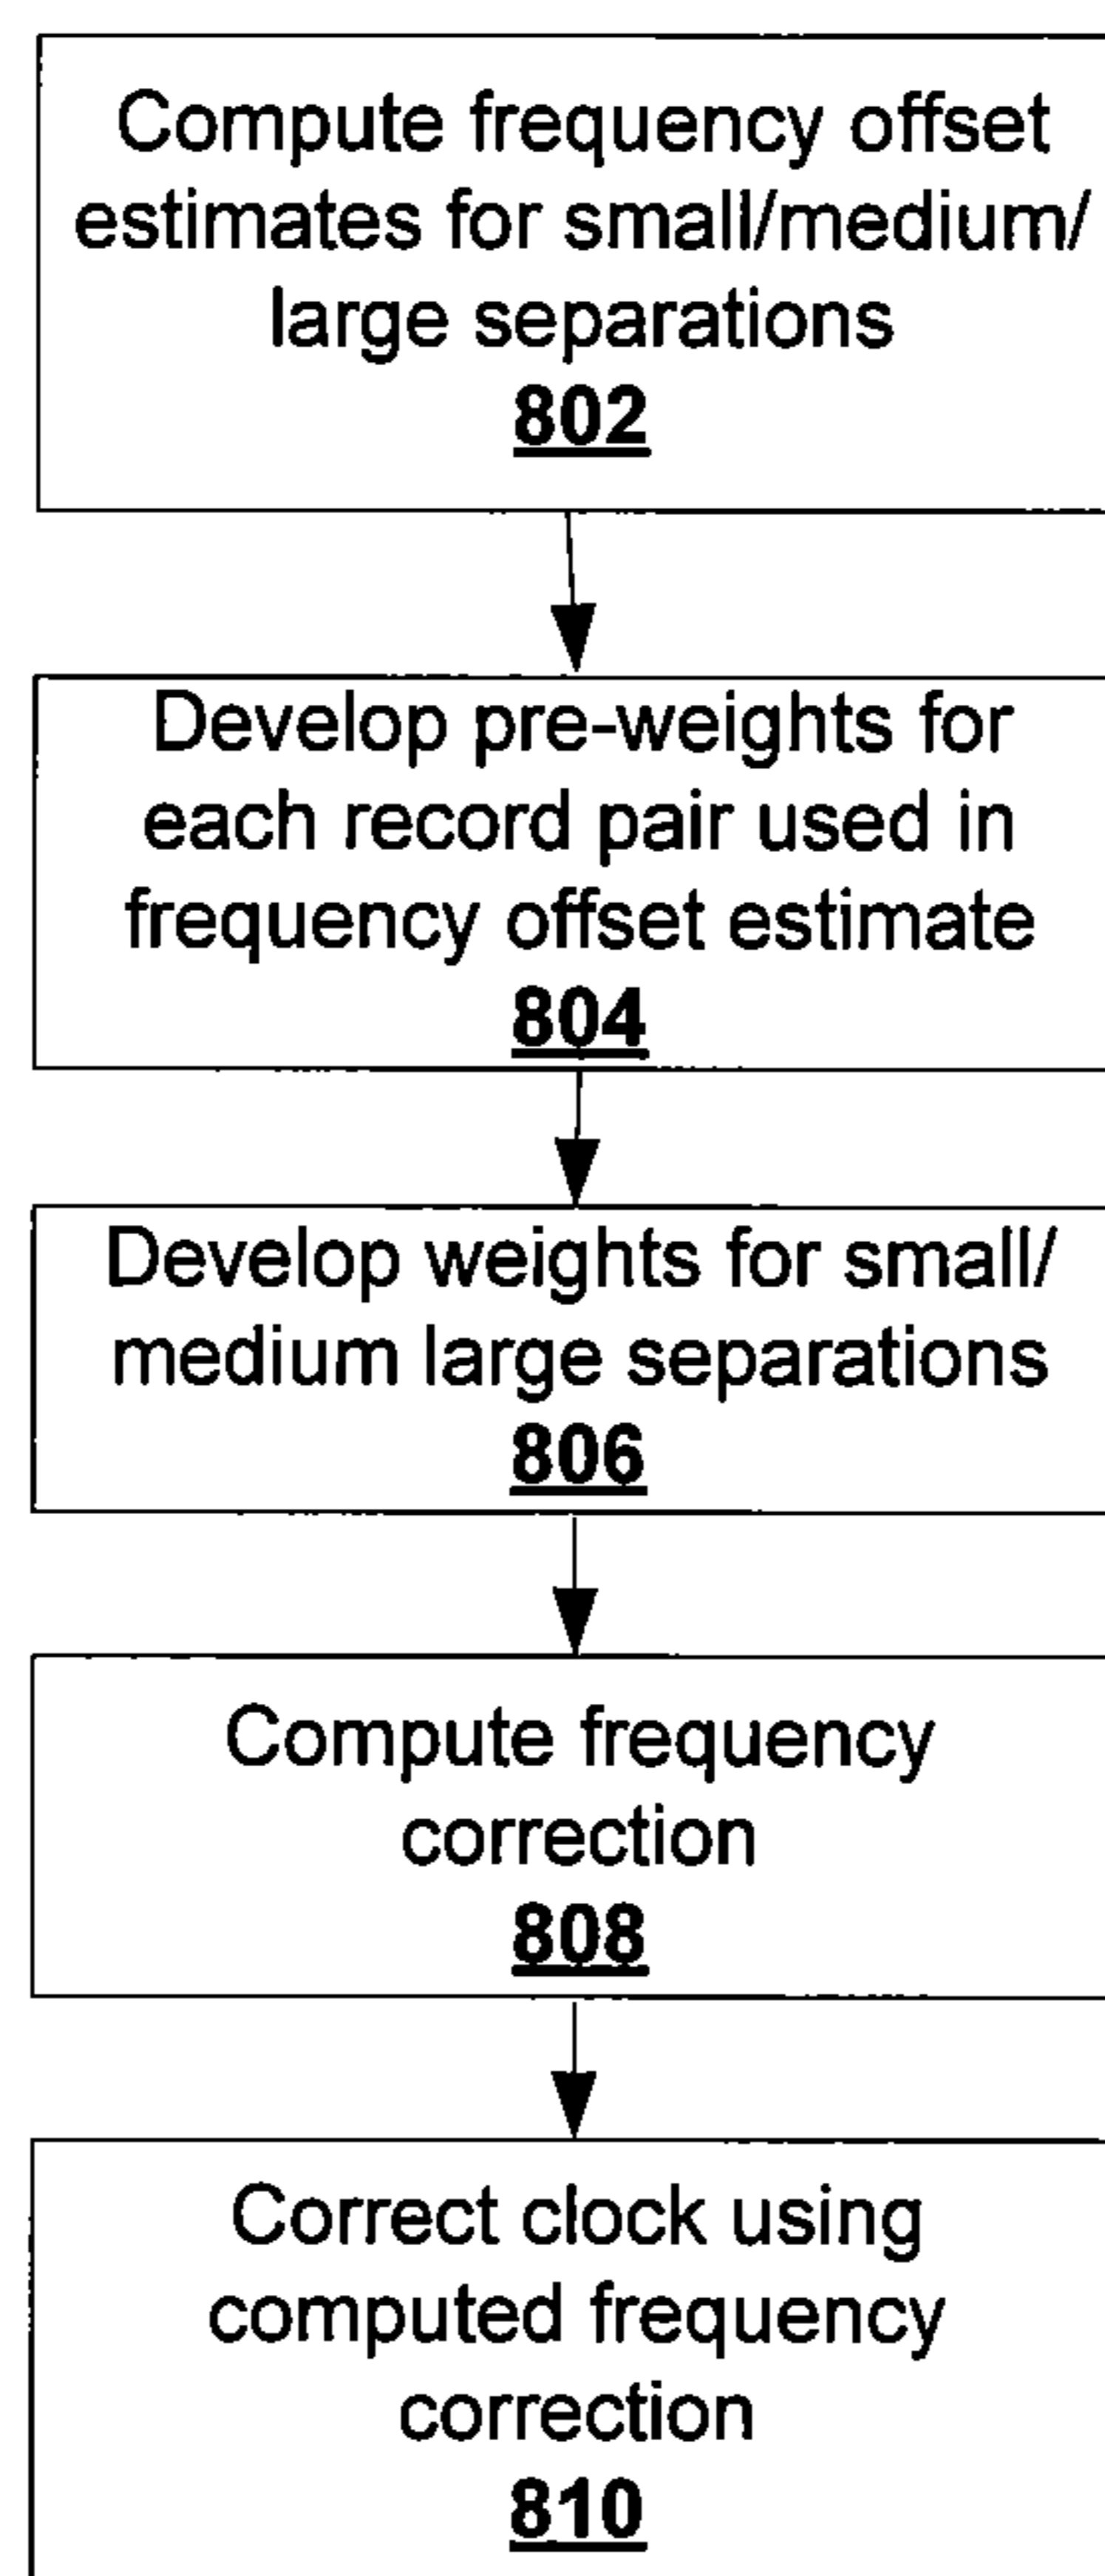 Compute frequency offset
estimates for small/medium/
large separations
802
Develop pre-weights for
each record pair used in
frequency offset estimate
804
Develop weights for small/
medium large separations
806
Compute frequency
correction
808
Correct clock using
computed frequency
correction
810